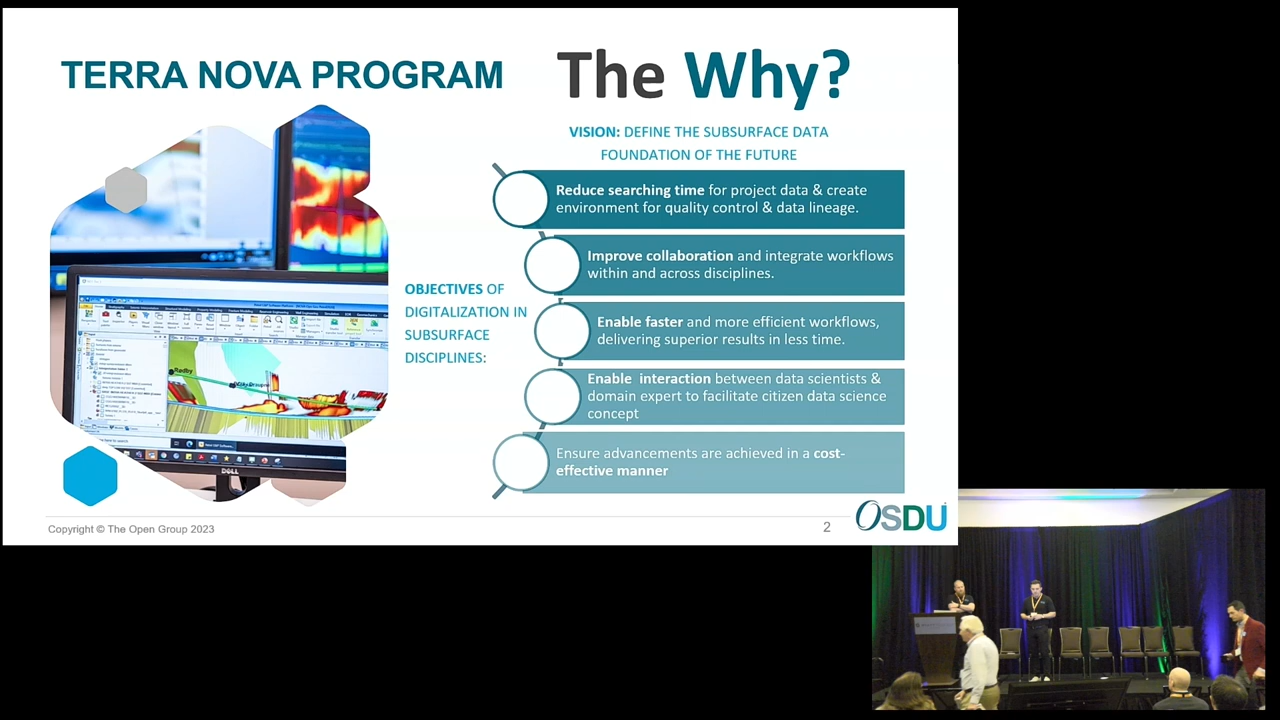 TERRA NOVA PROGRAM
The Why?
VISION: DEFINE THE SUBSURFACE DATA
FOUNDATION OF THE FUTURE
OBJECTIVES OF
DIGITALIZATION IN
SUBSURFACE
DISCIPLINES:
Reduce searching time for project data & create
environment for quality control & data lineage.
Improve collaboration and integrate workflows
within and across disciplines.
Enable faster and more efficient workflows,
delivering superior results in less time.
Enable interaction between data scientists &
domain expert to facilitate citizen data science
concept
Ensure advancements are achieved in a cost-
effective manner
Rødby
DELL
Copyright © The Open Group 2023
2
OSDU